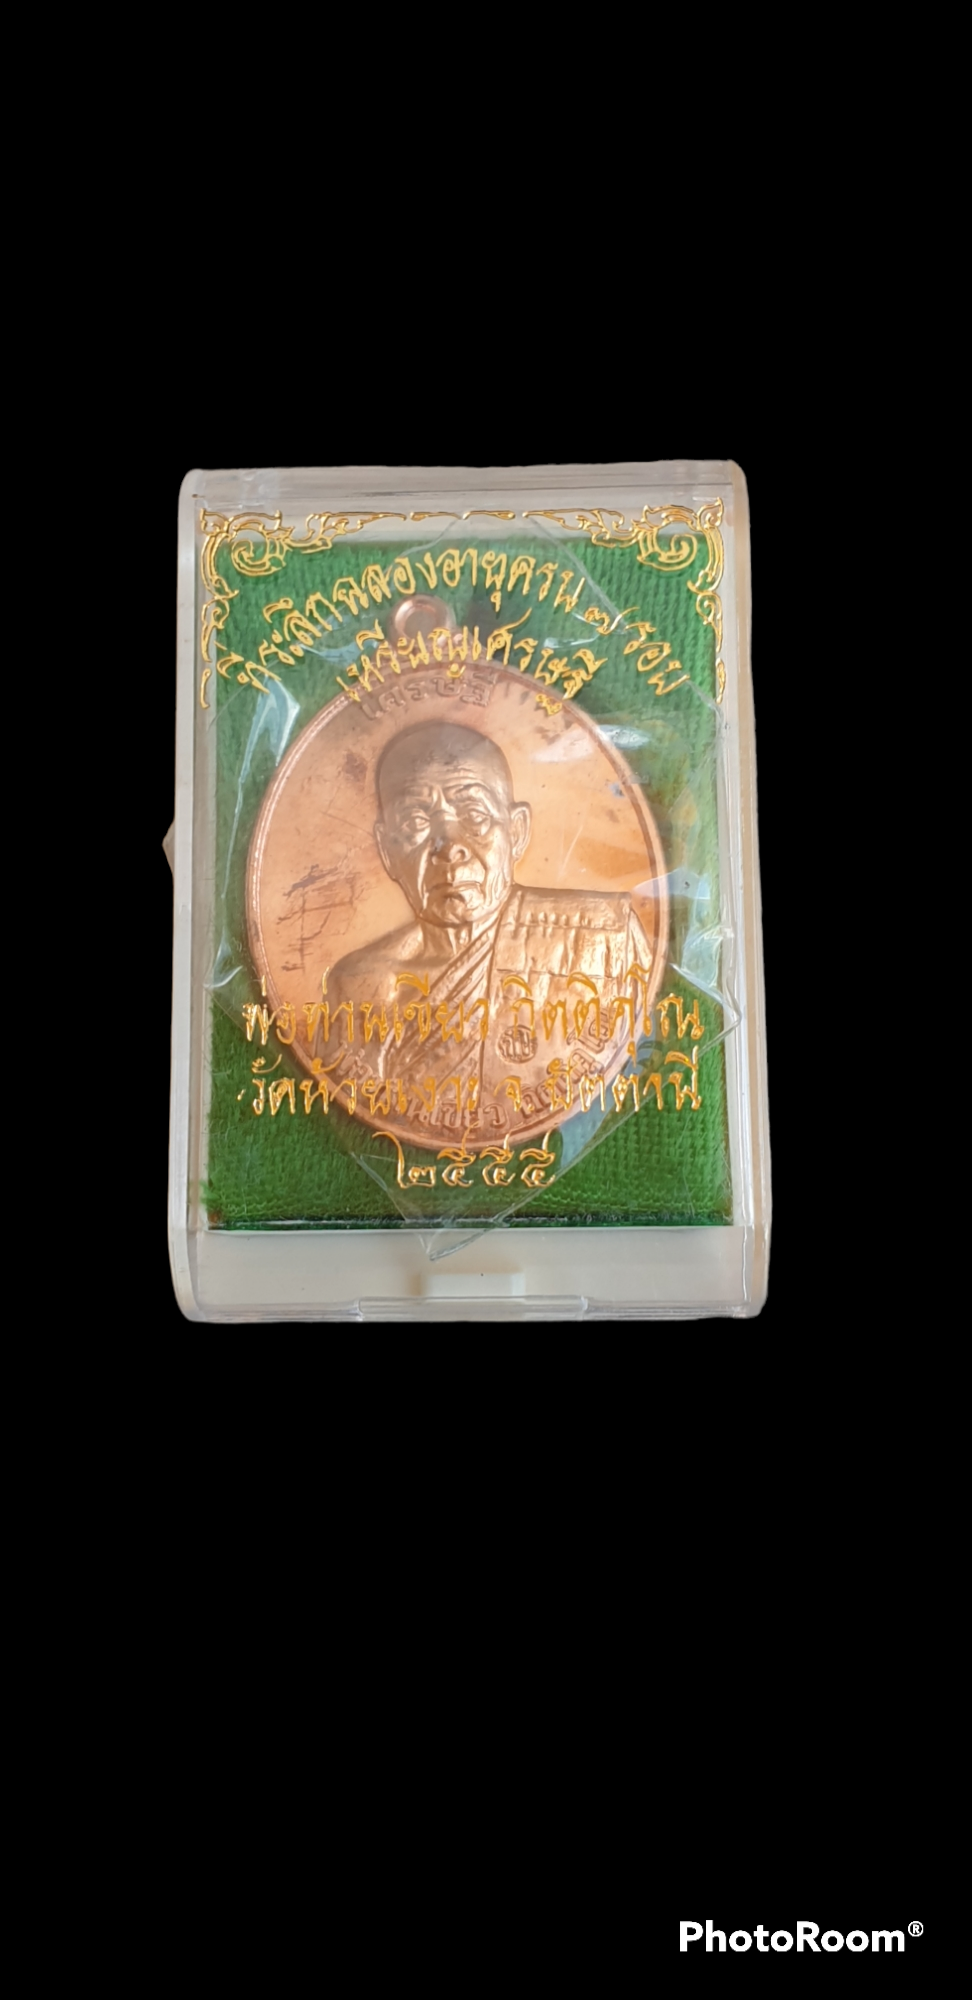 ที่ระลึกฉลองอายุครบ ๗ รอบ
เหรียญเศรษฐี
เศรษฐี
พ่อท่านเขียว กิตติคุโณ
วัดห้วยเงาะ จ.ปัตตานี
๒๕๕๕
PhotoRoom®